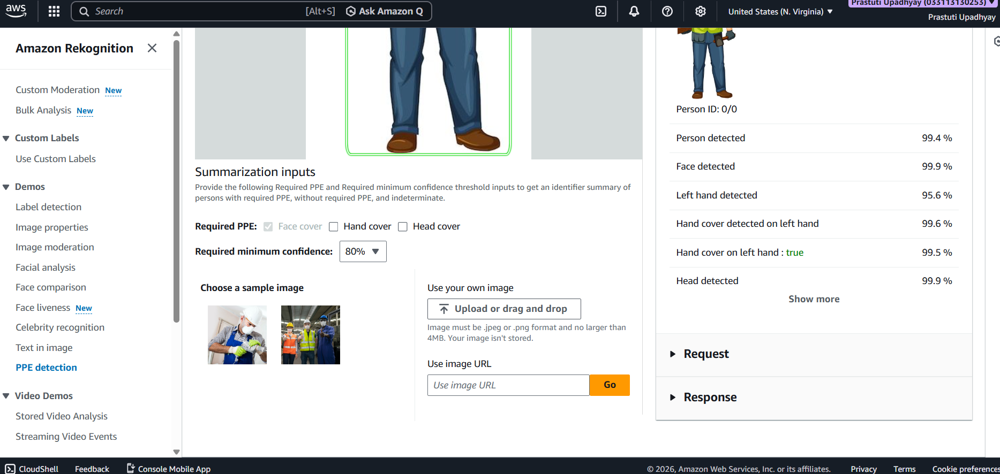 aws
Search [Alt+S] Ask Amazon Q
United States (N. Virginia)
Prastuti Upadhyay (033113130253)
Prastuti Upadhyay
Amazon Rekognition
Custom Moderation New
Bulk Analysis New
Custom Labels
Use Custom Labels
Demos
Label detection
Image properties
Image moderation
Facial analysis
Face comparison
Face liveness New
Celebrity recognition
Text in image
PPE detection
Video Demos
Stored Video Analysis
Streaming Video Events
Summarization inputs
Provide the following Required PPE and Required minimum confidence threshold inputs to get an identifier summary of
persons with required PPE, without required PPE, and indeterminate.
Required PPE: Face cover Hand cover Head cover
Required minimum confidence: 80%
Choose a sample image
Use your own image
Upload or drag and drop
Image must be .jpeg or .png format and no larger than
4MB. Your image isn't stored.
Use image URL
Use image URL Go
Person ID: 0/0
Person detected 99.4 %
Face detected 99.9 %
Left hand detected 95.6 %
Hand cover detected on left hand 99.6 %
Hand cover on left hand : true 99.5 %
Head detected 99.9 %
Show more
Request
Response
CloudShell Feedback Console Mobile App © 2026, Amazon Web Services, Inc. or its affiliates. Privacy Terms Cookie preferences